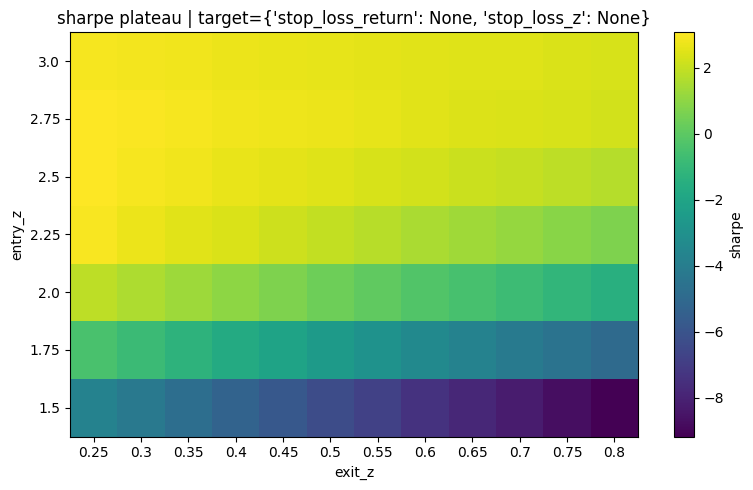 sharpe plateau | target={'stop_loss_return': None, 'stop_loss_z': None}
entry_z
3.0
2.75
2.5
2.25
2.0
1.75
1.5
0.25 0.3 0.35 0.4 0.45 0.5 0.55 0.6 0.65 0.7 0.75 0.8
exit_z
2
0
−2
−4
−6
−8
sharpe